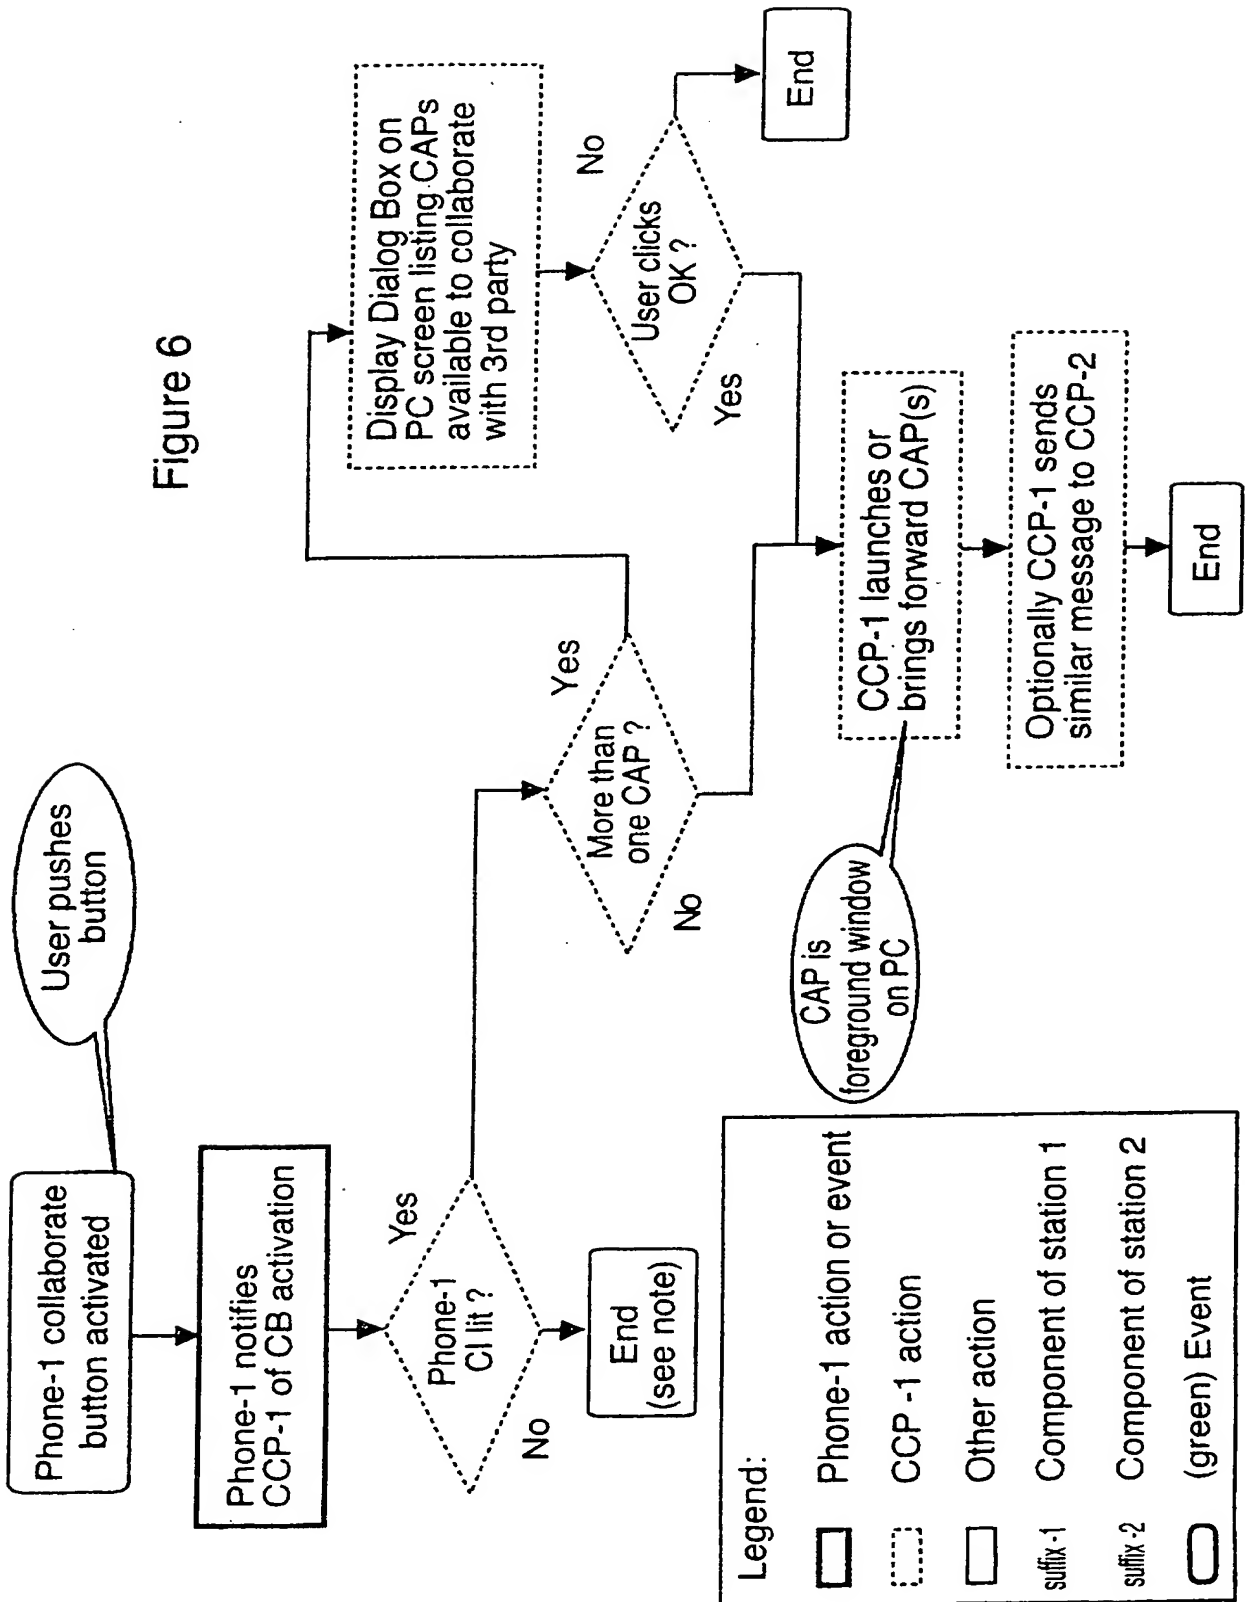 Figure 6
User pushes
button
Phone-1 collaborate
button activated
Phone-1 notifies
CCP-1 of CB activation
Phone-1
CI lit ?
Yes
No
End
(see note)
More than
one CAP ?
Yes
No
Display Dialog Box on
PC screen listing CAPs
available to collaborate
with 3rd party
User clicks
OK ?
No
Yes
End
CCP-1 launches or
brings forward CAP(s)
CAP is
foreground window
on PC
Optionally CCP-1 sends
similar message to CCP-2
End
Legend:
Phone-1 action or event
CCP -1 action
Other action
suffix-1 Component of station 1
suffix-2 Component of station 2
(green) Event